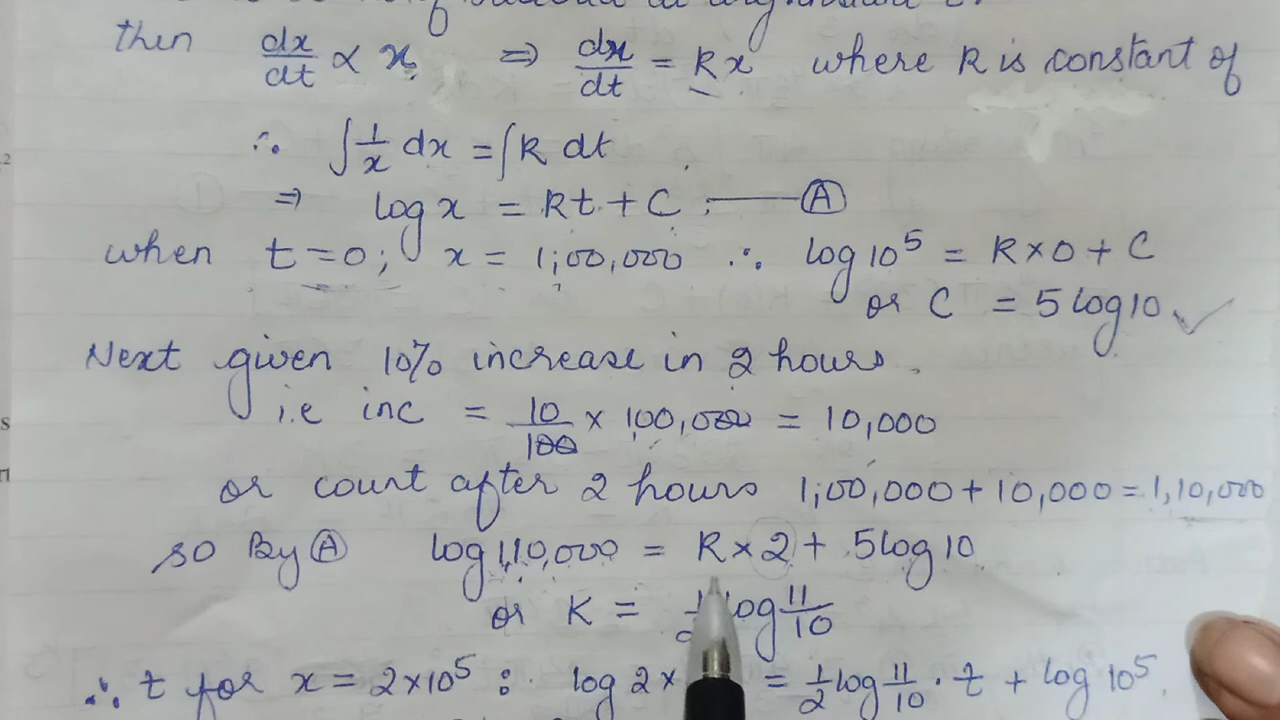 then dx/dt ∝ x ⇒ dx/dt = Kx where K is constant of
∴ ∫ 1/x dx = ∫ K dt
⇒ log x = Kt + C Ⓐ
when t=0; x = 1,00,000 ∴ log 10⁵ = K×0 + C
or C = 5 log 10
Next given 10% increase in 2 hours.
i.e inc = 10/100 × 100,000 = 10,000
or count after 2 hours 1,00,000 + 10,000 = 1,10,000
so By Ⓐ log 1,10,000 = K×2 + 5 log 10
or K = log 11/10
∴ t for x = 2×10⁵ : log 2× = 1/2 log 11/10 · t + log 10⁵.